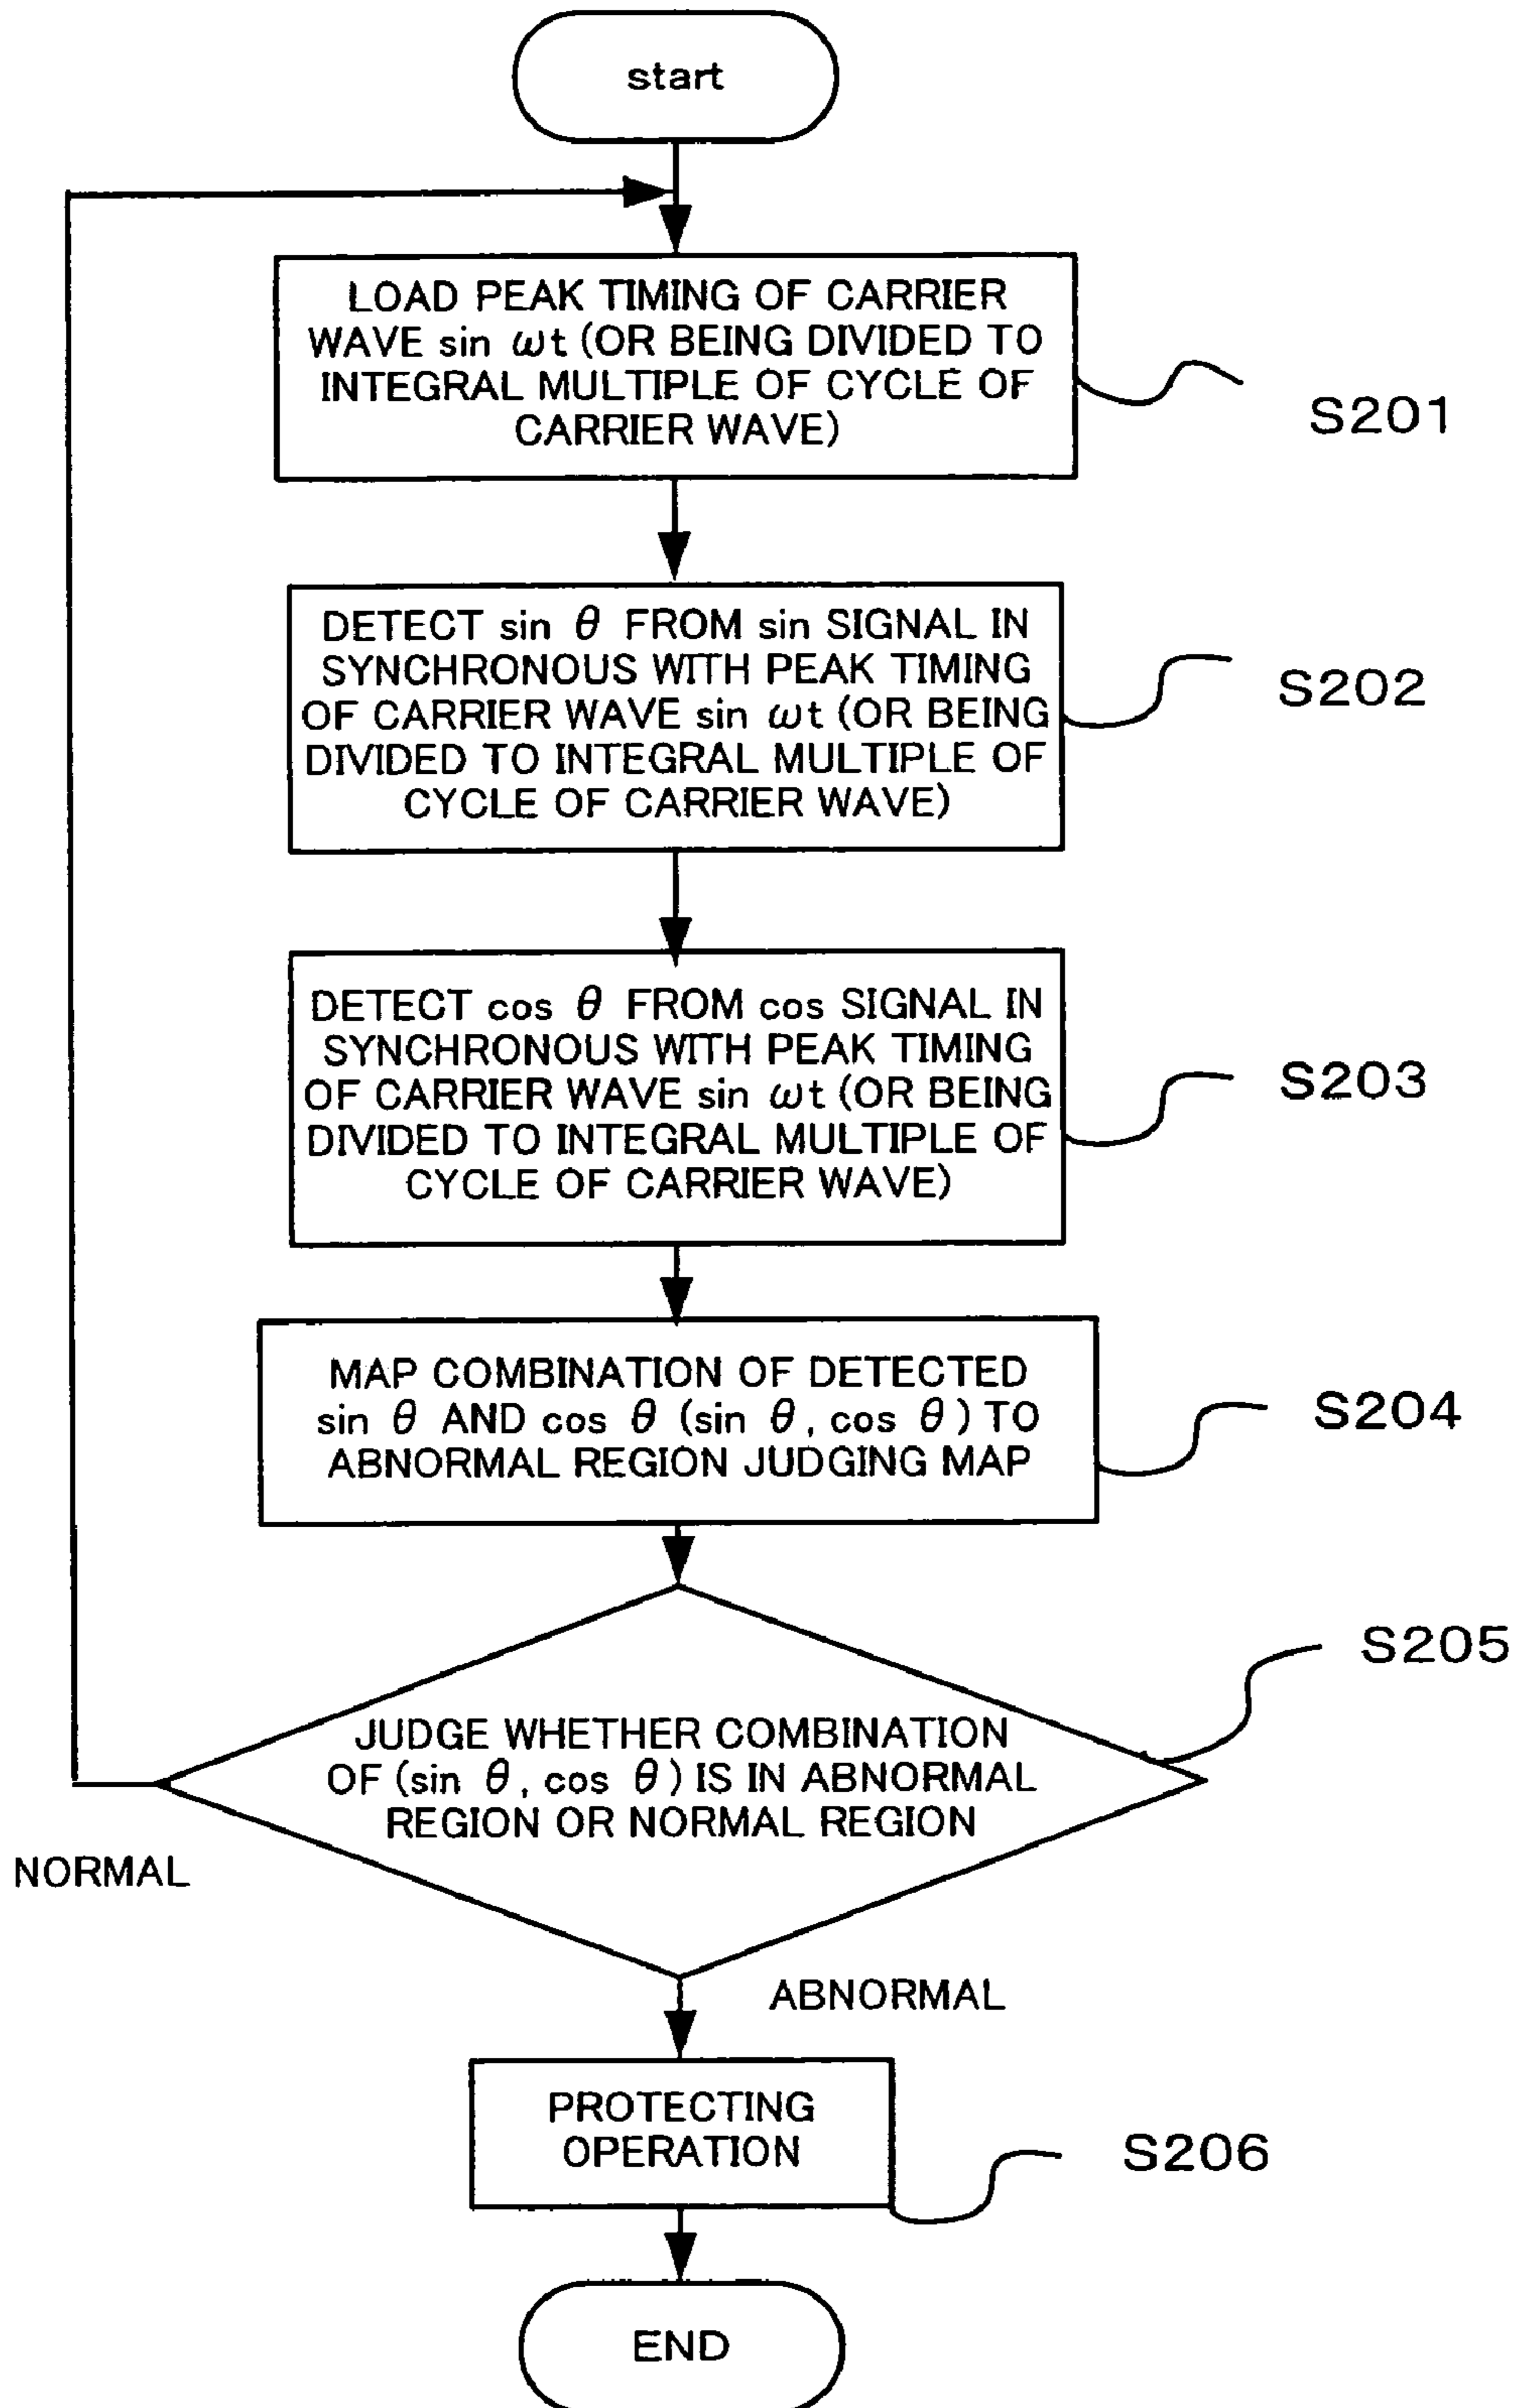 start
LOAD PEAK TIMING OF CARRIER
WAVE sin ωt (OR BEING DIVIDED TO
INTEGRAL MULTIPLE OF CYCLE OF
CARRIER WAVE)
S201
DETECT sin θ FROM sin SIGNAL IN
SYNCHRONOUS WITH PEAK TIMING
OF CARRIER WAVE sin ωt (OR BEING
DIVIDED TO INTEGRAL MULTIPLE OF
CYCLE OF CARRIER WAVE)
S202
DETECT cos θ FROM cos SIGNAL IN
SYNCHRONOUS WITH PEAK TIMING
OF CARRIER WAVE sin ωt (OR BEING
DIVIDED TO INTEGRAL MULTIPLE OF
CYCLE OF CARRIER WAVE)
S203
MAP COMBINATION OF DETECTED
sin θ AND cos θ (sin θ, cos θ) TO
ABNORMAL REGION JUDGING MAP
S204
JUDGE WHETHER COMBINATION
OF (sin θ, cos θ) IS IN ABNORMAL
REGION OR NORMAL REGION
S205
NORMAL
ABNORMAL
PROTECTING
OPERATION
S206
END